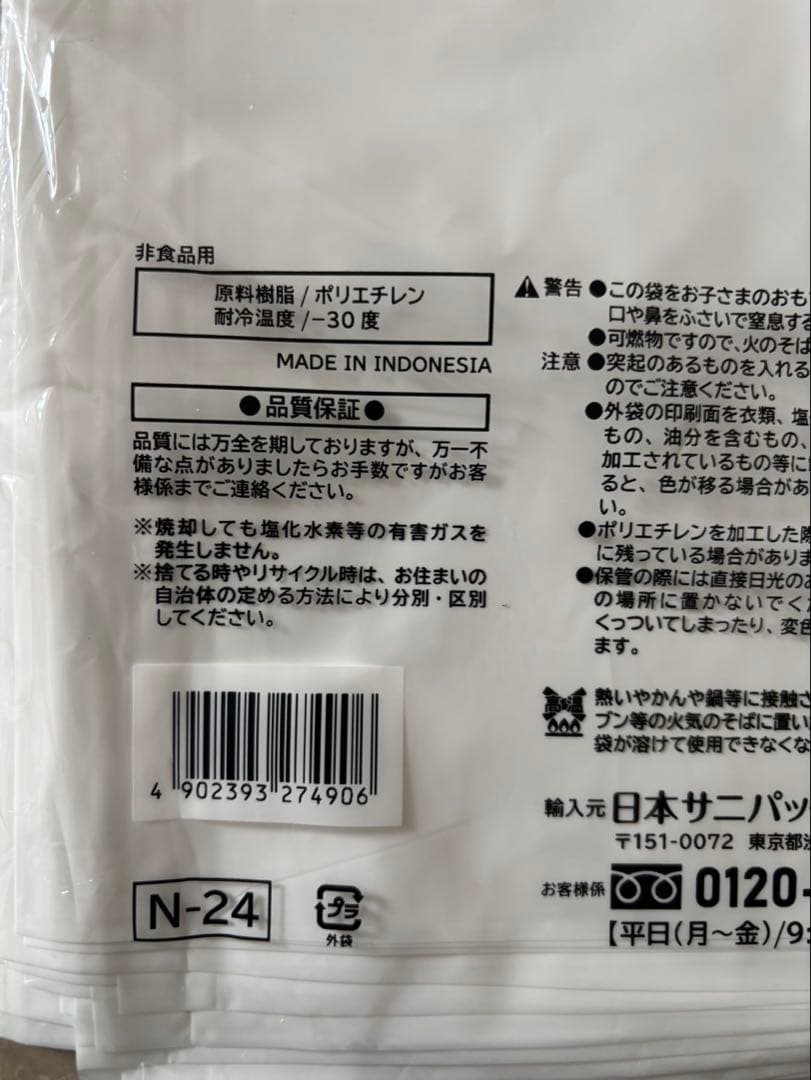 非食品用
原料樹脂/ポリエチレン
耐冷温度/−30度
MADE IN INDONESIA
●品質保証●
品質には万全を期しておりますが、万一不
備な点がありましたらお手数ですがお客
様係までご連絡ください。
※焼却しても塩化水素等の有害ガスを
発生しません。
※捨てる時やリサイクル時は、お住まいの
自治体の定める方法により分別・区別
してください。
4 902393 274906
N-24
プラ
外袋
警告 ●この袋をお子さまのおも
口や鼻をふさいで窒息する
●可燃物ですので、火のそば
注意 ●突起のあるものを入れる
のでご注意ください。
●外袋の印刷面を衣類、塩
もの、油分を含むもの、
加工されているもの等に
ると、色が移る場合があ
い。
●ポリエチレンを加工した際
に残っている場合がありま
●保管の際には直接日光のあ
の場所に置かないでくだ
くっついてしまったり、変色
ます。
高温
熱いやかんや鍋等に接触さ
ブン等の火気のそばに置い
袋が溶けて使用できなくな
輸入元 日本サニパッ
〒151-0072 東京都渋
お客様係 0120-
【平日(月〜金)/9: